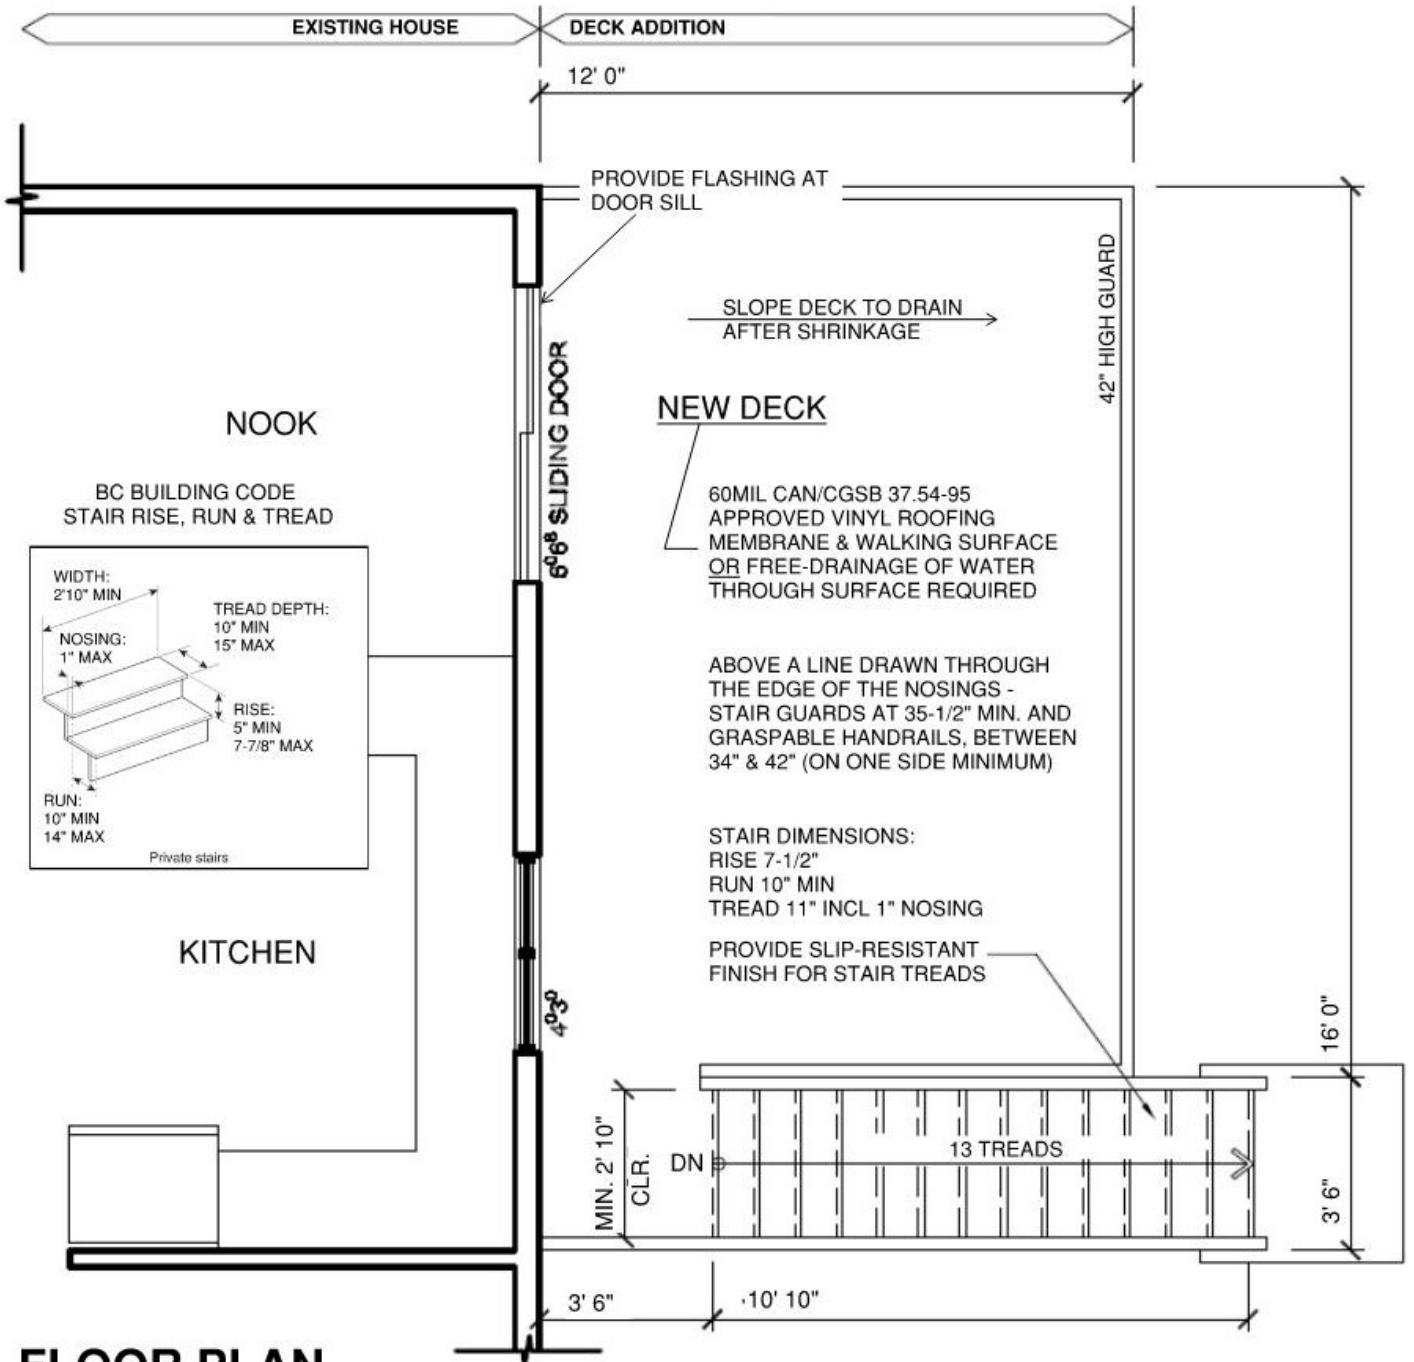 EXISTING HOUSE
DECK ADDITION
12' 0"
PROVIDE FLASHING AT
DOOR SILL
SLOPE DECK TO DRAIN
AFTER SHRINKAGE
42" HIGH GUARD
6⁰6⁸ SLIDING DOOR
NOOK
NEW DECK
BC BUILDING CODE
STAIR RISE, RUN & TREAD
WIDTH:
2'10" MIN
TREAD DEPTH:
10" MIN
15" MAX
NOSING:
1" MAX
RISE:
5" MIN
7-7/8" MAX
RUN:
10" MIN
14" MAX
Private stairs
60MIL CAN/CGSB 37.54-95
APPROVED VINYL ROOFING
MEMBRANE & WALKING SURFACE
OR FREE-DRAINAGE OF WATER
THROUGH SURFACE REQUIRED
ABOVE A LINE DRAWN THROUGH
THE EDGE OF THE NOSINGS -
STAIR GUARDS AT 35-1/2" MIN. AND
GRASPABLE HANDRAILS, BETWEEN
34" & 42" (ON ONE SIDE MINIMUM)
STAIR DIMENSIONS:
RISE 7-1/2"
RUN 10" MIN
TREAD 11" INCL 1" NOSING
PROVIDE SLIP-RESISTANT
FINISH FOR STAIR TREADS
KITCHEN
4⁰3⁰
16' 0"
MIN. 2' 10"
CLR.
DN
13 TREADS
3' 6"
3' 6"
10' 10"
FLOOR PLAN